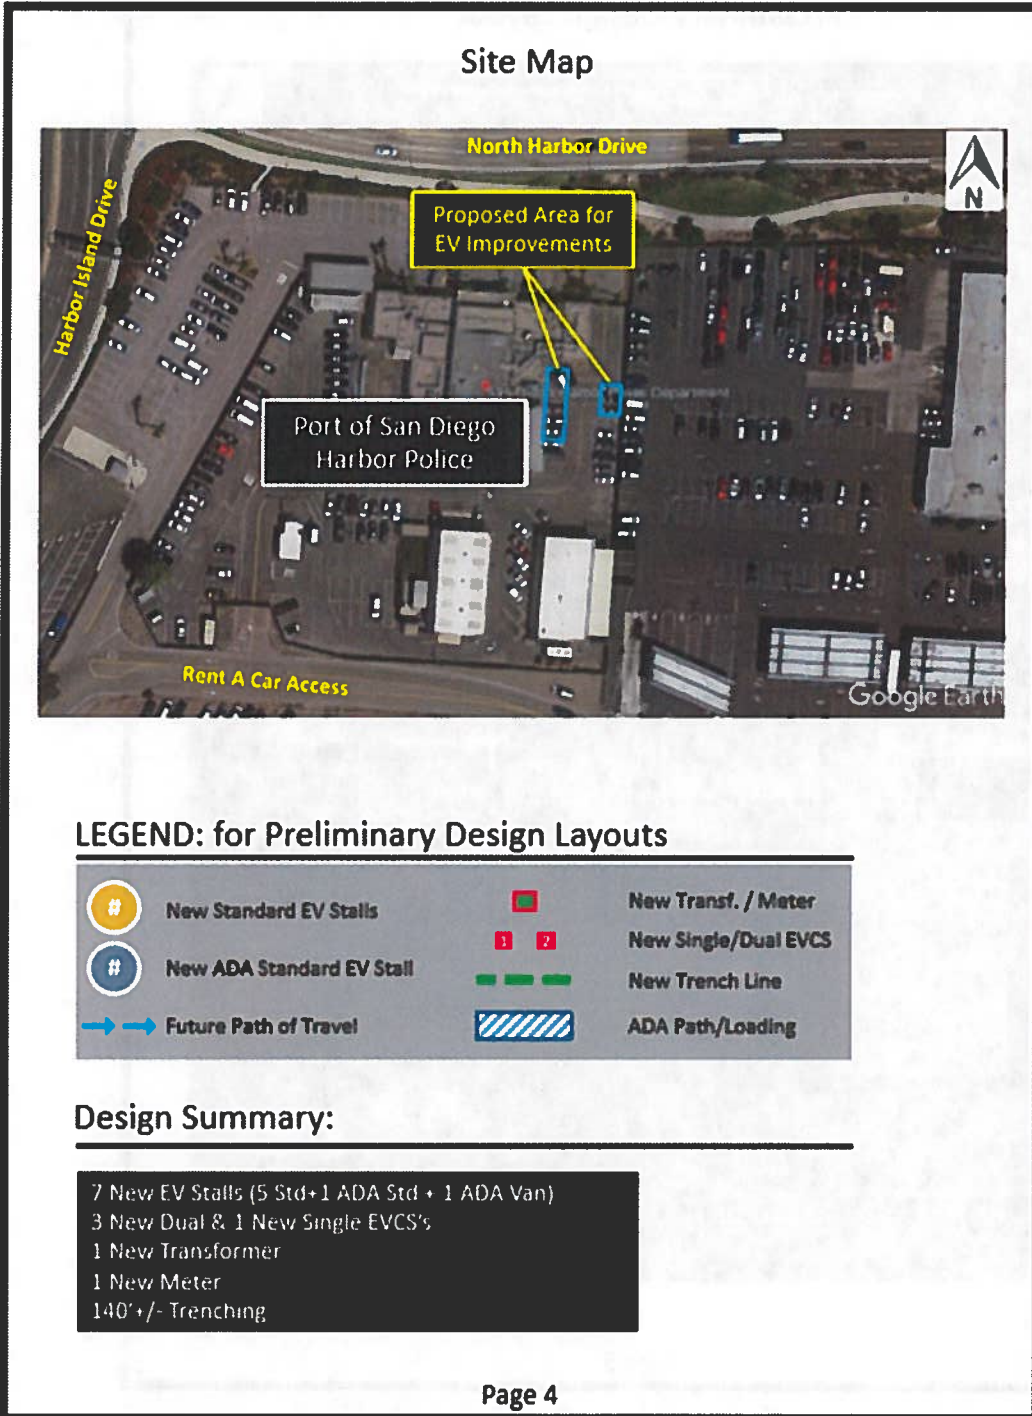 Site Map
North Harbor Drive
N
Harbor Island Drive
Proposed Area for
EV Improvements
Department
Port of San Diego
Harbor Police
Rent A Car Access
Google Earth
LEGEND: for Preliminary Design Layouts
# New Standard EV Stalls
# New ADA Standard EV Stall
Future Path of Travel
New Transf. / Meter
1 2 New Single/Dual EVCS
New Trench Line
ADA Path/Loading
Design Summary:
7 New EV Stalls (5 Std+1 ADA Std + 1 ADA Van)
3 New Dual & 1 New Single EVCS's
1 New Transformer
1 New Meter
140'+/- Trenching
Page 4